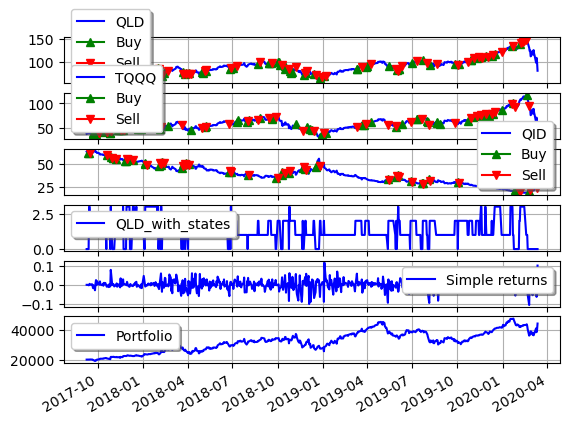 QLD
Buy
Sell
150
100
TQQQ
Buy
Sell
100
50
QID
Buy
Sell
50
25
QLD_with_states
2.5
0.0
Simple returns
0.1
0.0
−0.1
Portfolio
40000
20000
2017-10
2018-01
2018-04
2018-07
2018-10
2019-01
2019-04
2019-07
2019-10
2020-01
2020-04